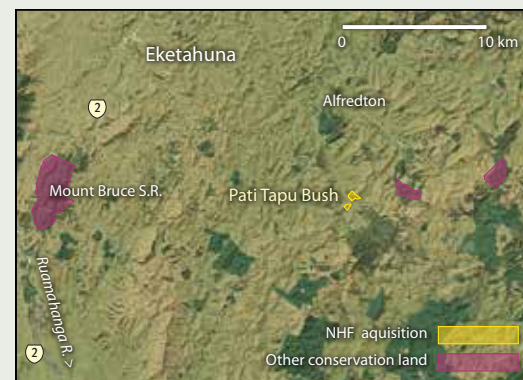 Eketahuna
0 10 km
2
Alfredton
Mount Bruce S.R.
Pati Tapu Bush
Ruamahanga R. >
2
NHF aquisition
Other conservation land